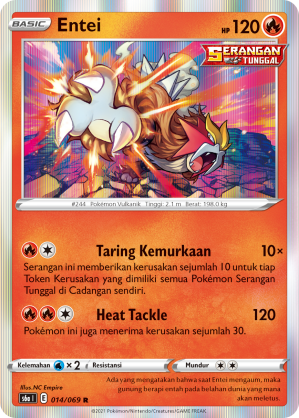 BASIC Entei HP 120
SERANGAN
TUNGGAL
#244 Pokémon Vulkanik Tinggi: 2.1 m Berat: 198.0 kg
Taring Kemurkaan 10×
Serangan ini memberikan kerusakan sejumlah 10 untuk tiap
Token Kerusakan yang dimiliki semua Pokémon Serangan
Tunggal di Cadangan sendiri.
Heat Tackle 120
Pokémon ini juga menerima kerusakan sejumlah 30.
Kelemahan ×2 Resistansi Mundur
Illus. NC Empire
s6a I E 014/069 R
Ada yang mengatakan bahwa saat Entei mengaum, maka
gunung berapi entah di mana pada belahan dunia yang mana
akan meletus.
©2021 Pokémon/Nintendo/Creatures/GAME FREAK